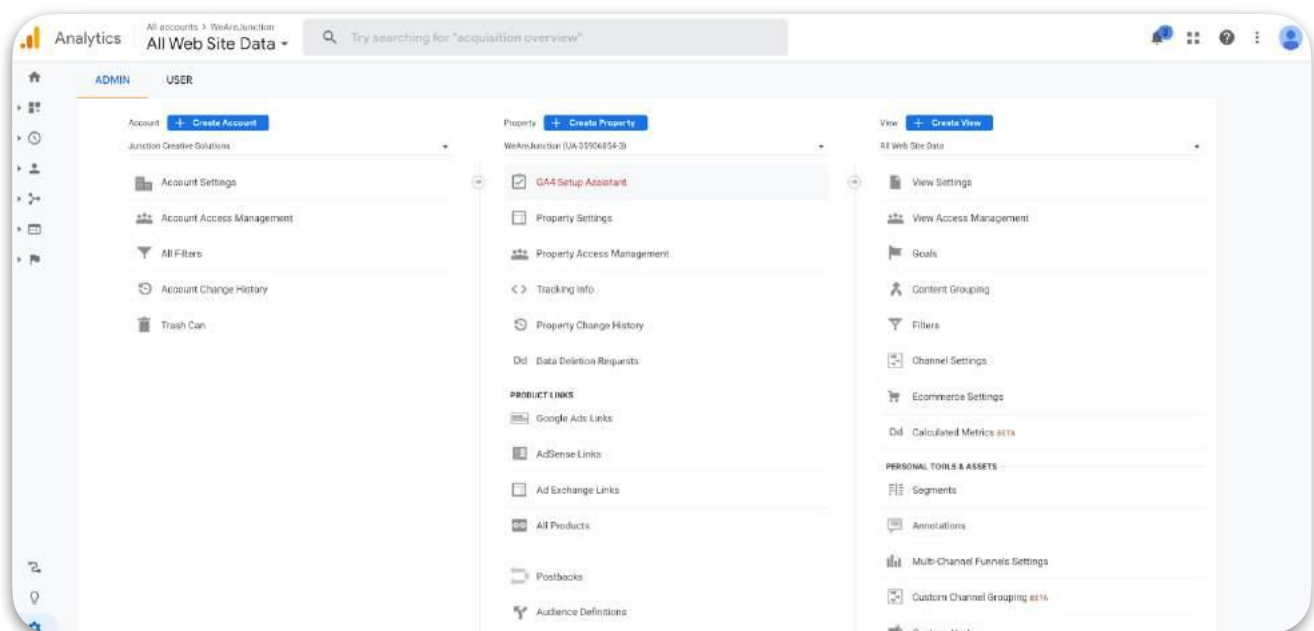 Analytics
All accounts > WeAreJunction
All Web Site Data
Try searching for "acquisition overview"
ADMIN
USER
Account
+ Create Account
Junction Creative Solutions
Account Settings
Account Access Management
All Filters
Account Change History
Trash Can
Property
+ Create Property
WeAreJunction
GA4 Setup Assistant
Property Settings
Property Access Management
Tracking Info
Property Change History
Dd Data Deletion Requests
PRODUCT LINKS
Google Ads Links
AdSense Links
Ad Exchange Links
All Products
Postbacks
Audience Definitions
View
+ Create View
All Web Site Data
View Settings
View Access Management
Goals
Content Grouping
Filters
Channel Settings
Ecommerce Settings
Dd Calculated Metrics BETA
PERSONAL TOOLS & ASSETS
Segments
Annotations
Multi-Channel Funnels Settings
Custom Channel Grouping BETA